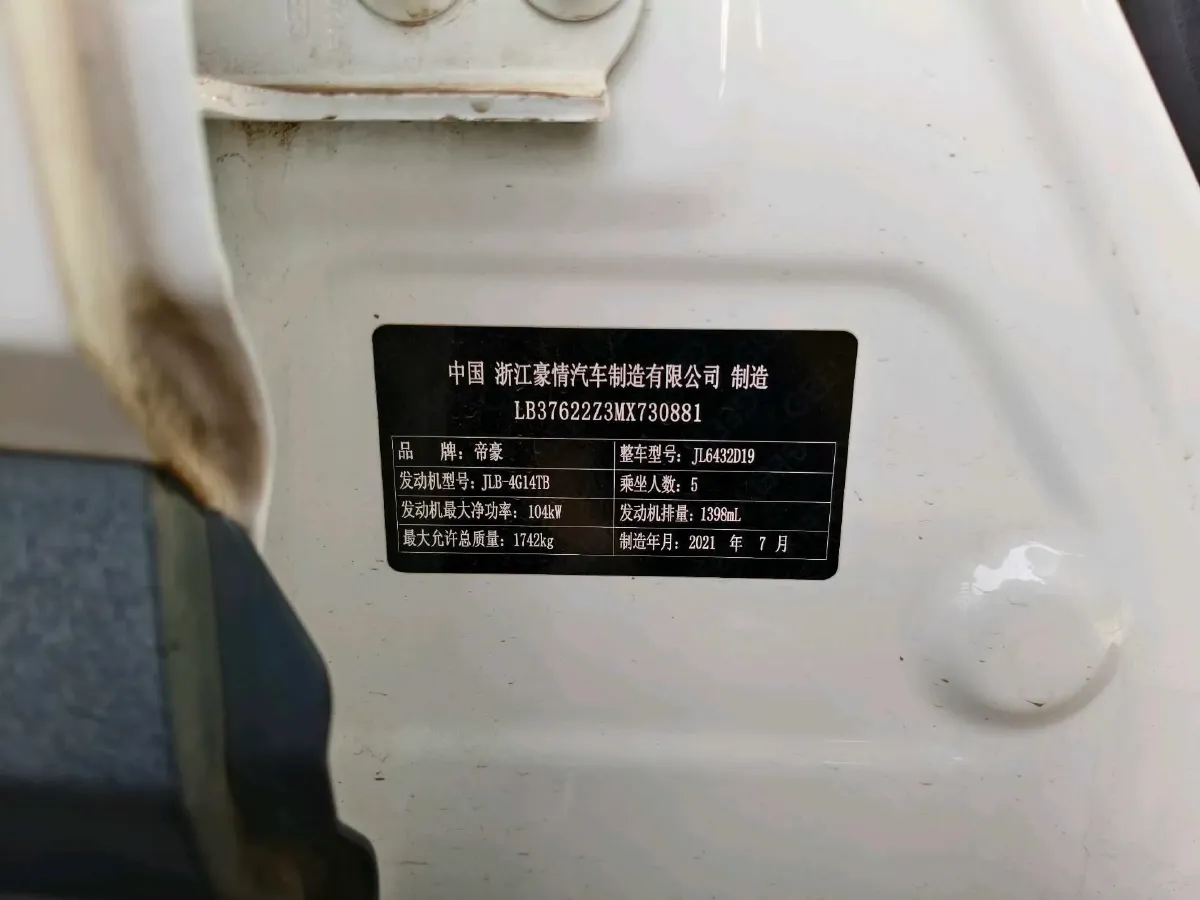 中国 浙江豪情汽车制造有限公司 制造
LB37622Z3MX730881
品 牌：帝豪 整车型号：JL6432D19
发动机型号：JLB-4G14TB 乘坐人数：5
发动机最大净功率：104kW 发动机排量：1398mL
最大允许总质量：1742kg 制造年月：2021 年 7 月